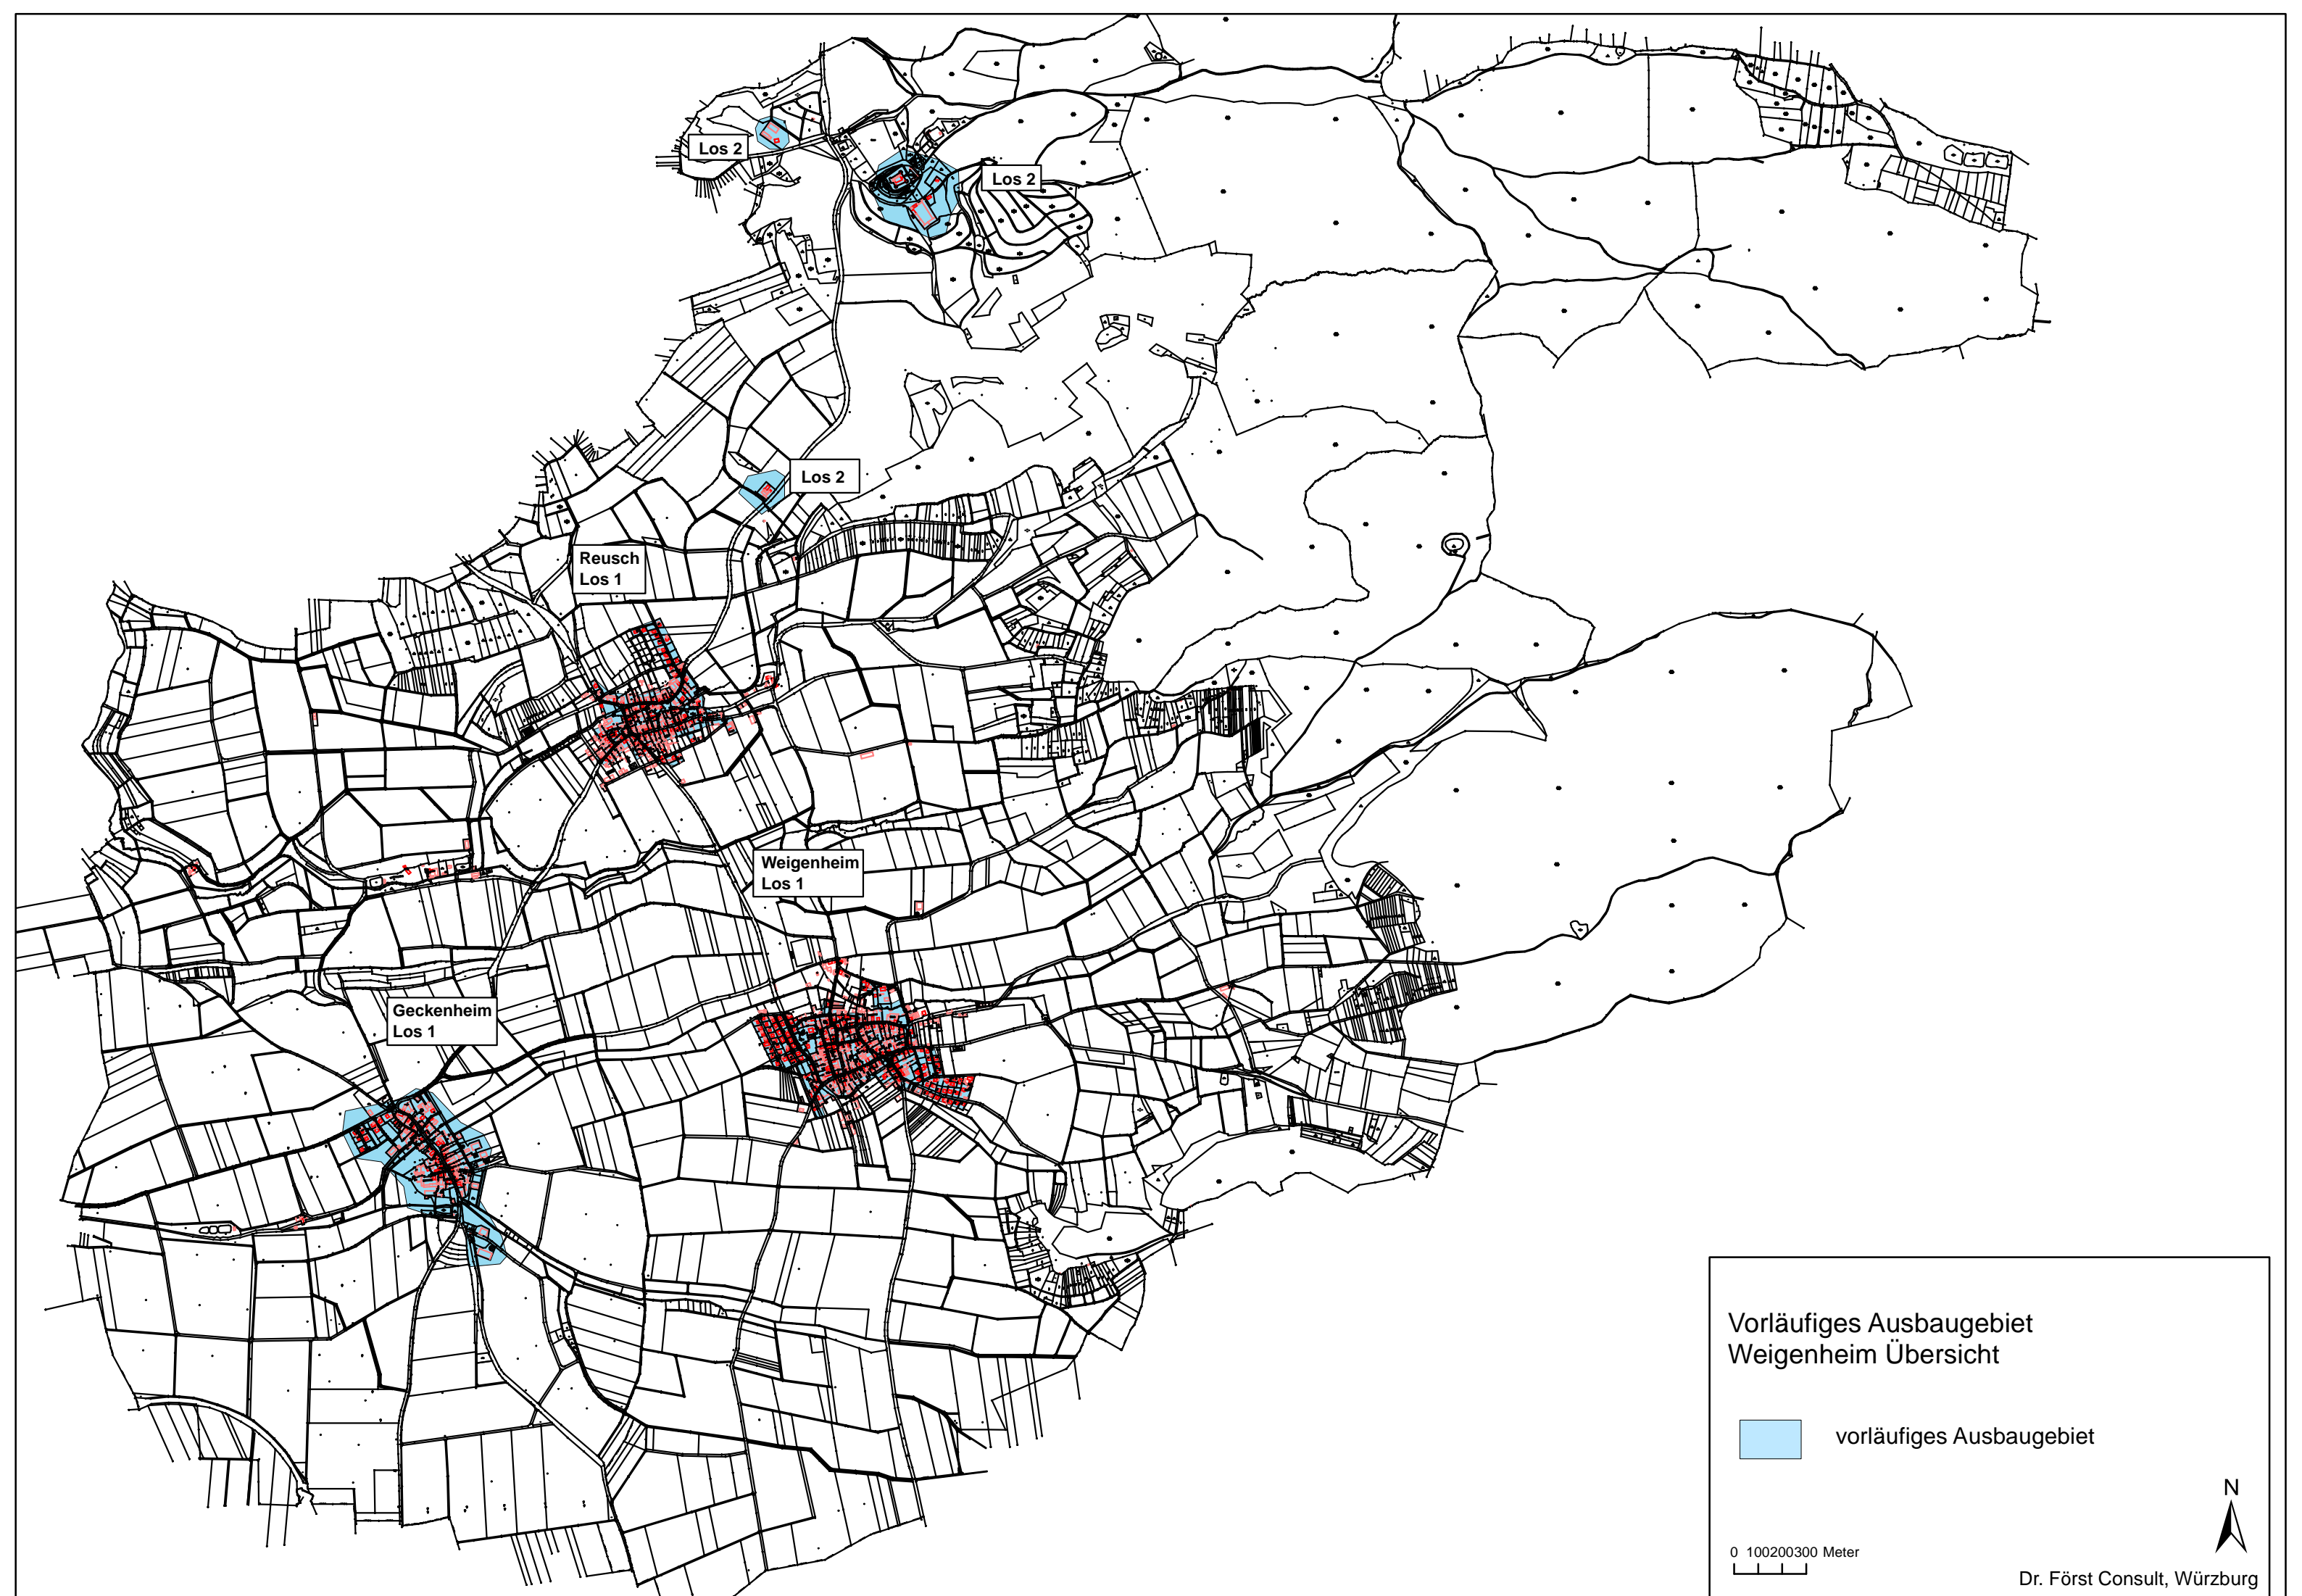 Los 2
Los 2
Los 2
Reusch
Los 1
Weigenheim
Los 1
Geckenheim
Los 1
Vorläufiges Ausbaugebiet
Weigenheim Übersicht
vorläufiges Ausbaugebiet
N
0 100200300 Meter
Dr. Först Consult, Würzburg